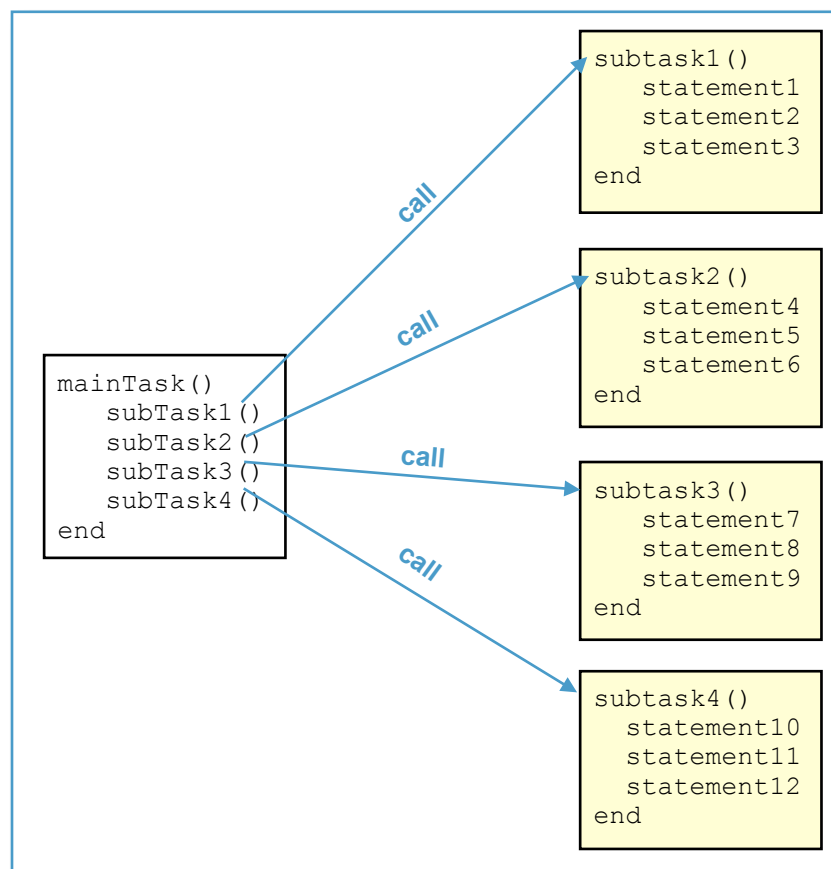 mainTask()
subTask1()
subTask2()
subTask3()
subTask4()
end
call
call
call
call
subtask1()
statement1
statement2
statement3
end
subtask2()
statement4
statement5
statement6
end
subtask3()
statement7
statement8
statement9
end
subtask4()
statement10
statement11
statement12
end